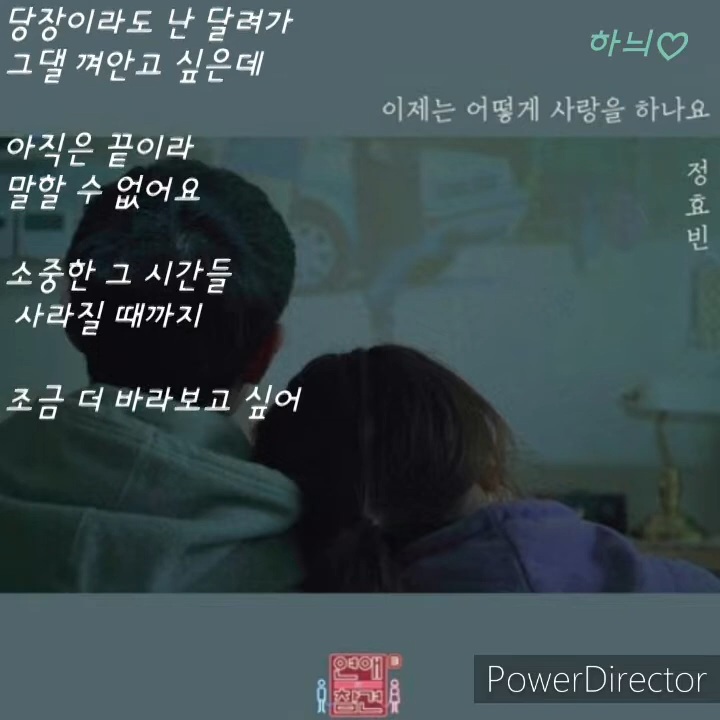 당장이라도 난 달려가
그댈 껴안고 싶은데
하늬♡
이제는 어떻게 사랑을 하나요
정효빈
아직은 끝이라
말할 수 없어요
소중한 그 시간들
사라질 때까지
조금 더 바라보고 싶어
연애의
참견
PowerDirector